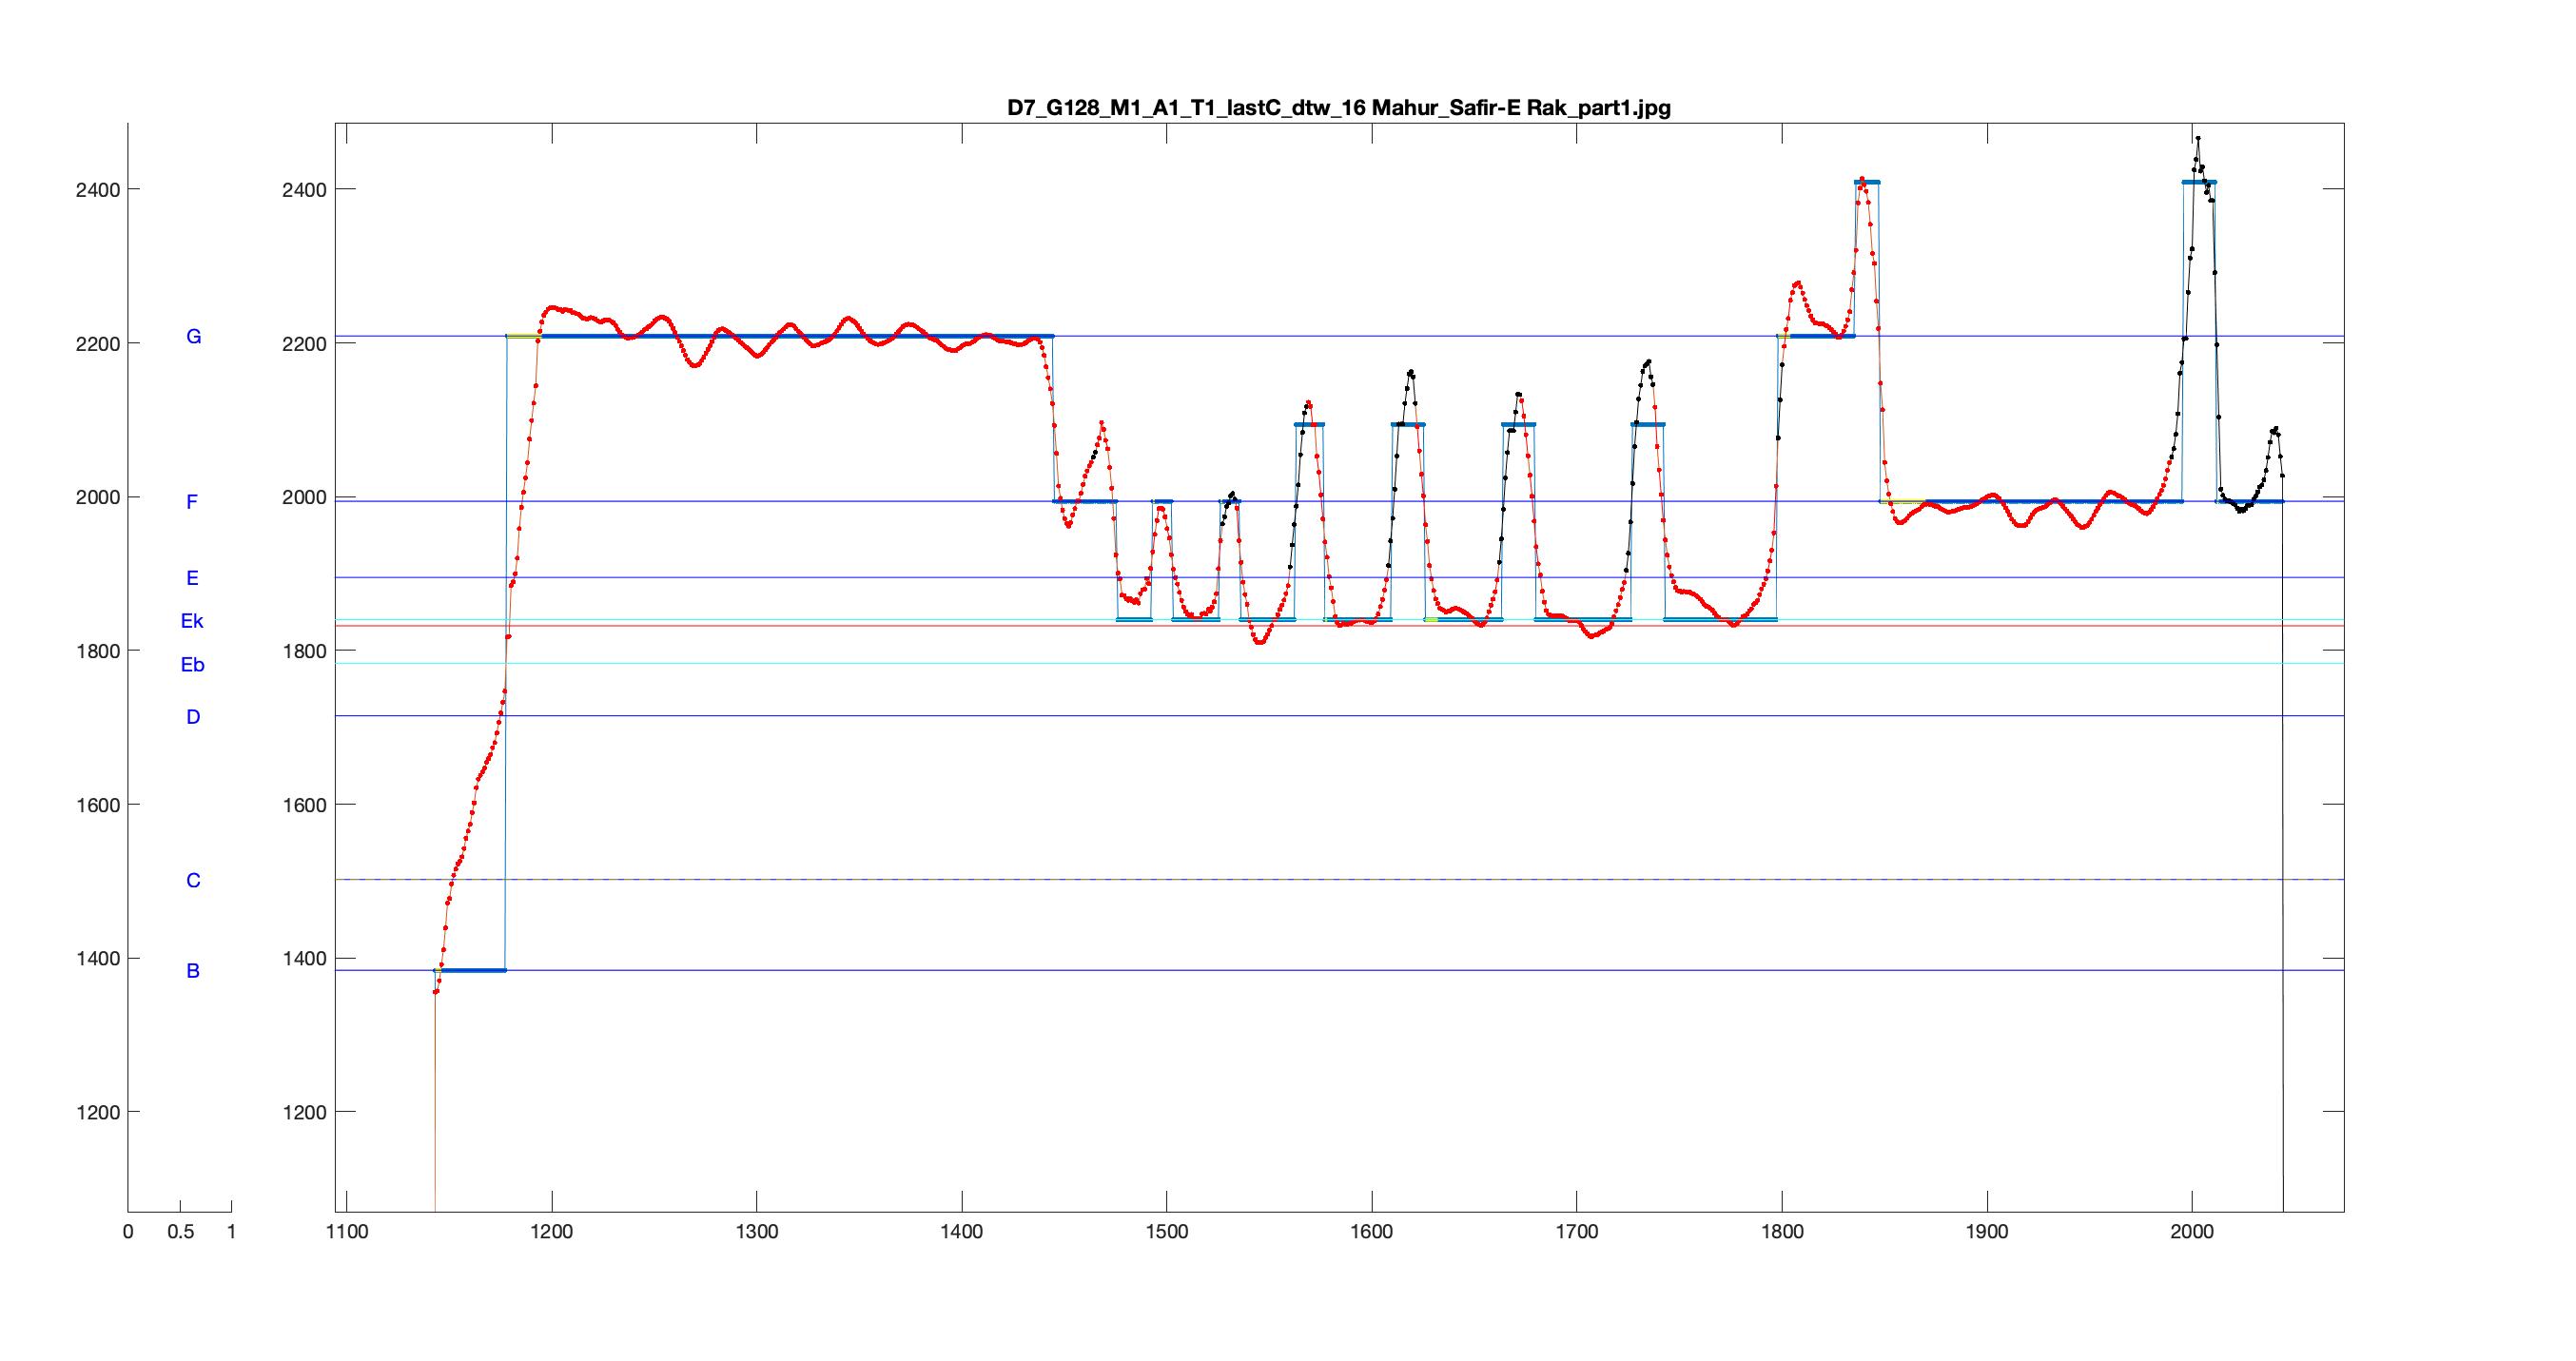 D7_G128_M1_A1_T1_lastC_dtw_16 Mahur_Safir-E Rak_part1.jpg
2400 2400
2200 G 2200
2000 F 2000
E
Ek
1800 1800
Eb
D
1600 1600
C
1400 1400
B
1200 1200
0 0.5 1 1100 1200 1300 1400 1500 1600 1700 1800 1900 2000